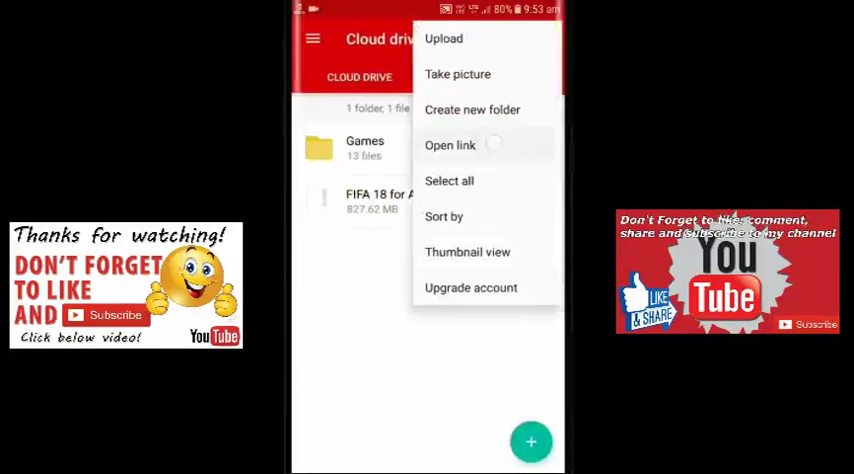 80% 9:53 am
Cloud driv
CLOUD DRIVE
1 folder, 1 file
Games
13 files
FIFA 18 for A
827.62 MB
Upload
Take picture
Create new folder
Open link
Select all
Sort by
Thumbnail view
Upgrade account
Thanks for watching!
DON'T FORGET
TO LIKE
AND Subscribe
Click below video! YouTube
Don't Forget to like, comment,
share and subscribe to my channel
You
Tube
LIKE
& SHARE
Subscribe